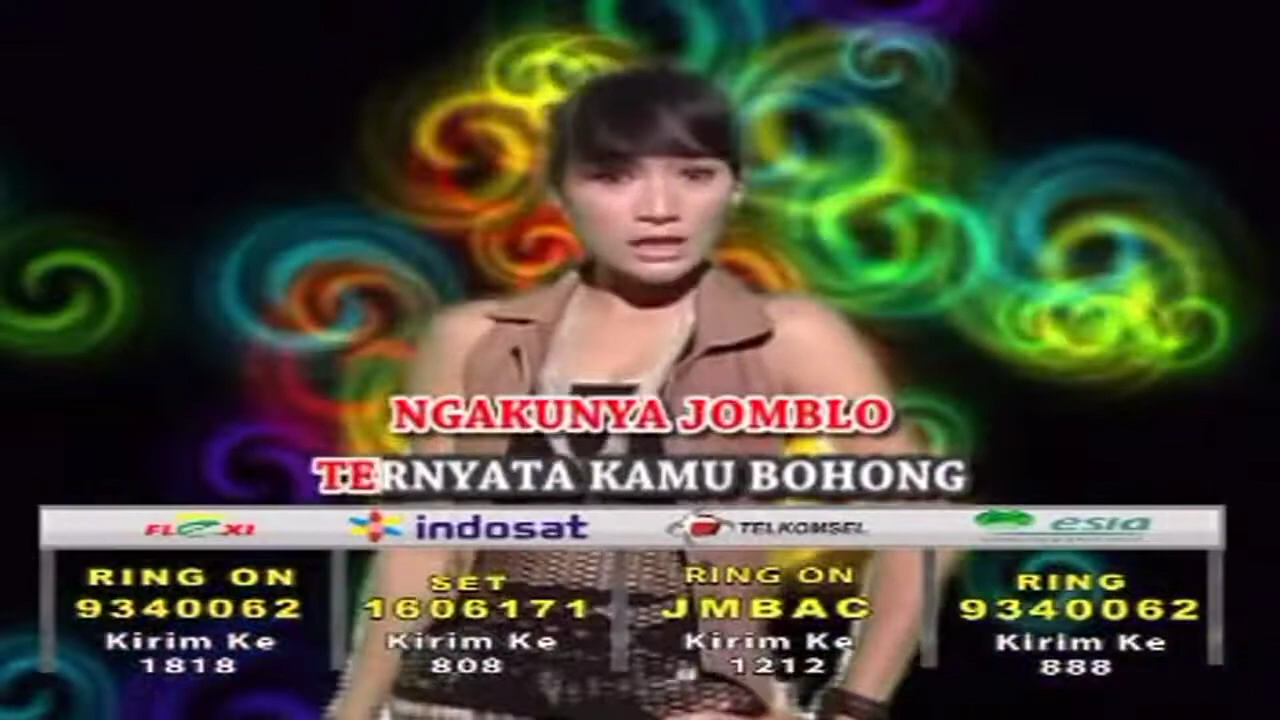 NGAKUNYA JOMBLO
TERNYATA KAMU BOHONG
FLEXI indosat TELKOMSEL esia
RING ON
9340062
Kirim Ke
1818
SET
1606171
Kirim Ke
808
RING ON
JMBAC
Kirim Ke
1212
RING
9340062
Kirim Ke
888